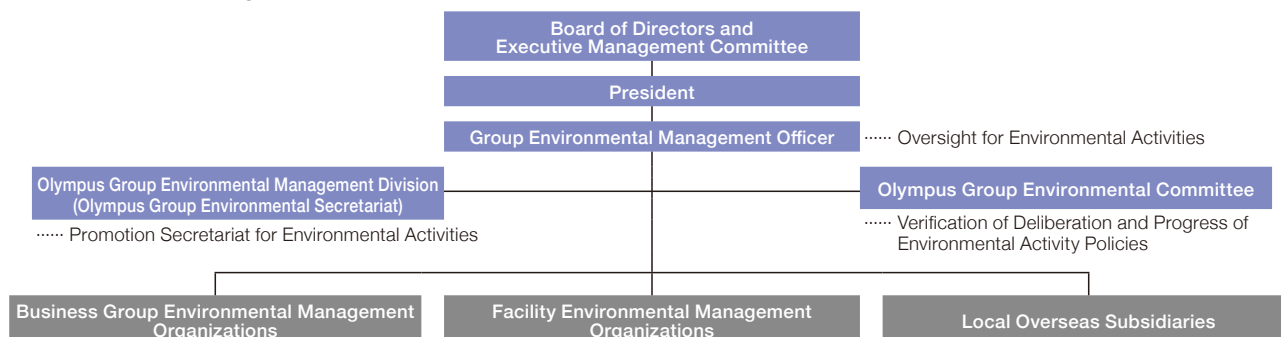 Board of Directors and
Executive Management Committee
President
Group Environmental Management Officer
...... Oversight for Environmental Activities
Olympus Group Environmental Management Division
(Olympus Group Environmental Secretariat)
...... Promotion Secretariat for Environmental Activities
Olympus Group Environmental Committee
...... Verification of Deliberation and Progress of
Environmental Activity Policies
Business Group Environmental Management
Organizations
Facility Environmental Management
Organizations
Local Overseas Subsidiaries